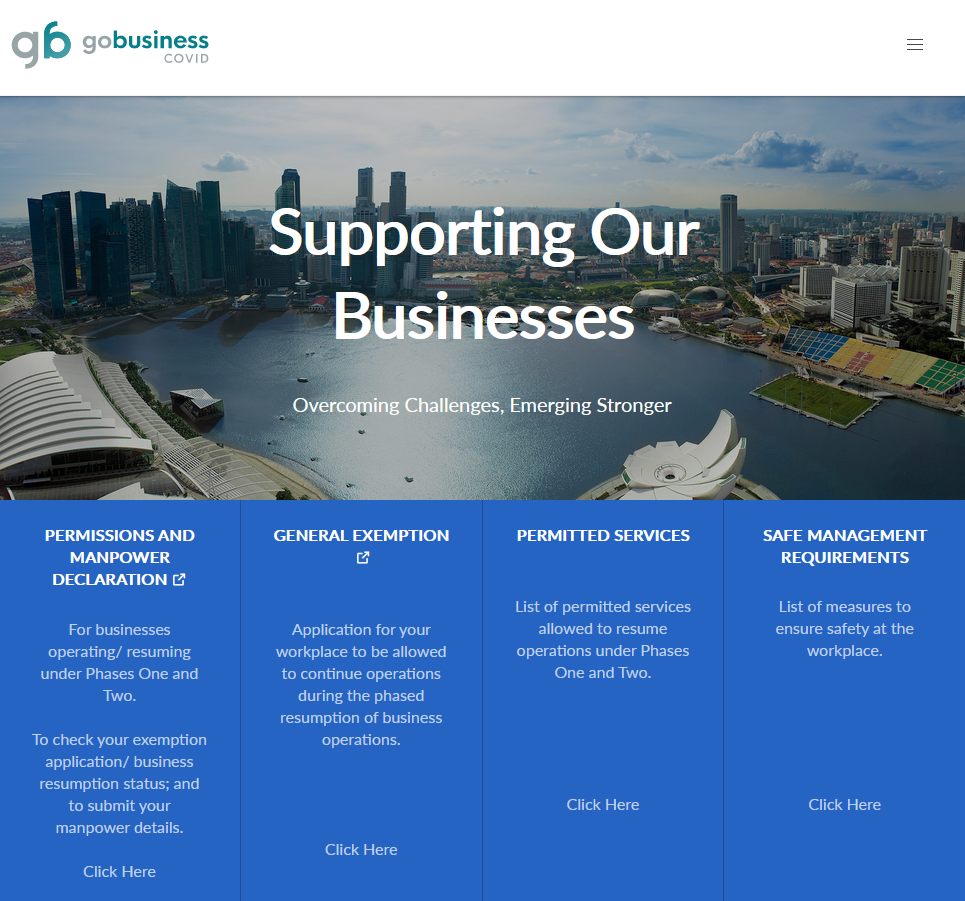 gb gobusiness
COVID
Supporting Our
Businesses
Overcoming Challenges, Emerging Stronger
PERMISSIONS AND
MANPOWER
DECLARATION
For businesses
operating/ resuming
under Phases One and
Two.
To check your exemption
application/ business
resumption status; and
to submit your
manpower details.
Click Here
GENERAL EXEMPTION
Application for your
workplace to be allowed
to continue operations
during the phased
resumption of business
operations.
Click Here
PERMITTED SERVICES
List of permitted services
allowed to resume
operations under Phases
One and Two.
Click Here
SAFE MANAGEMENT
REQUIREMENTS
List of measures to
ensure safety at the
workplace.
Click Here